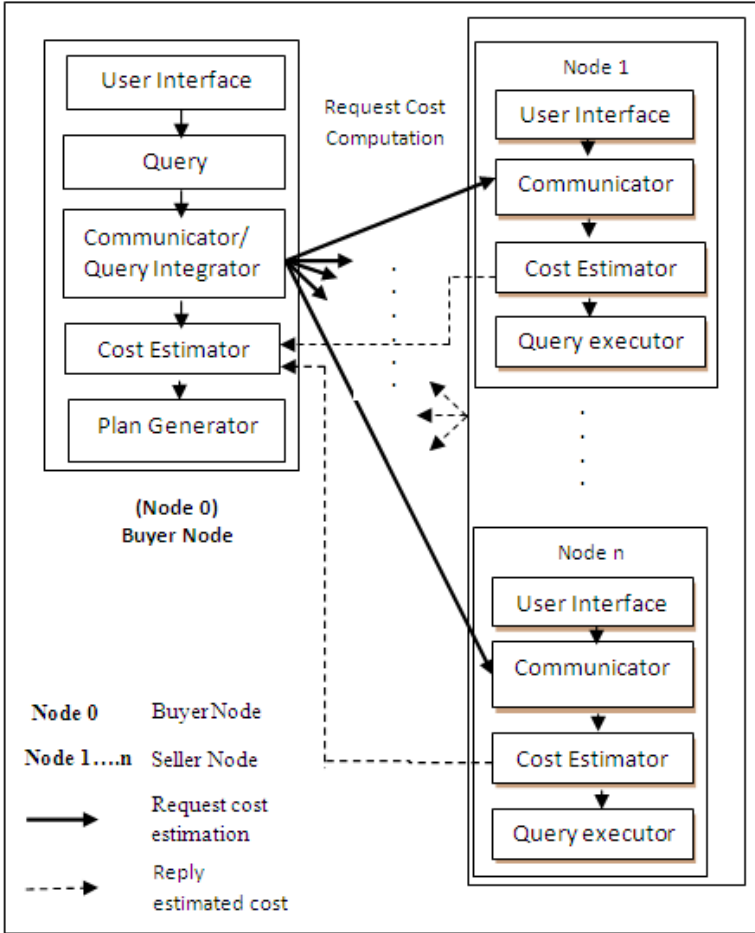 User Interface
Query
Communicator/
Query Integrator
Cost Estimator
Plan Generator
(Node 0)
Buyer Node
Request Cost
Computation
Node 1
User Interface
Communicator
Cost Estimator
Query executor
Node n
User Interface
Communicator
Cost Estimator
Query executor
Node 0 BuyerNode
Node 1....n Seller Node
Request cost
estimation
Reply
estimated cost